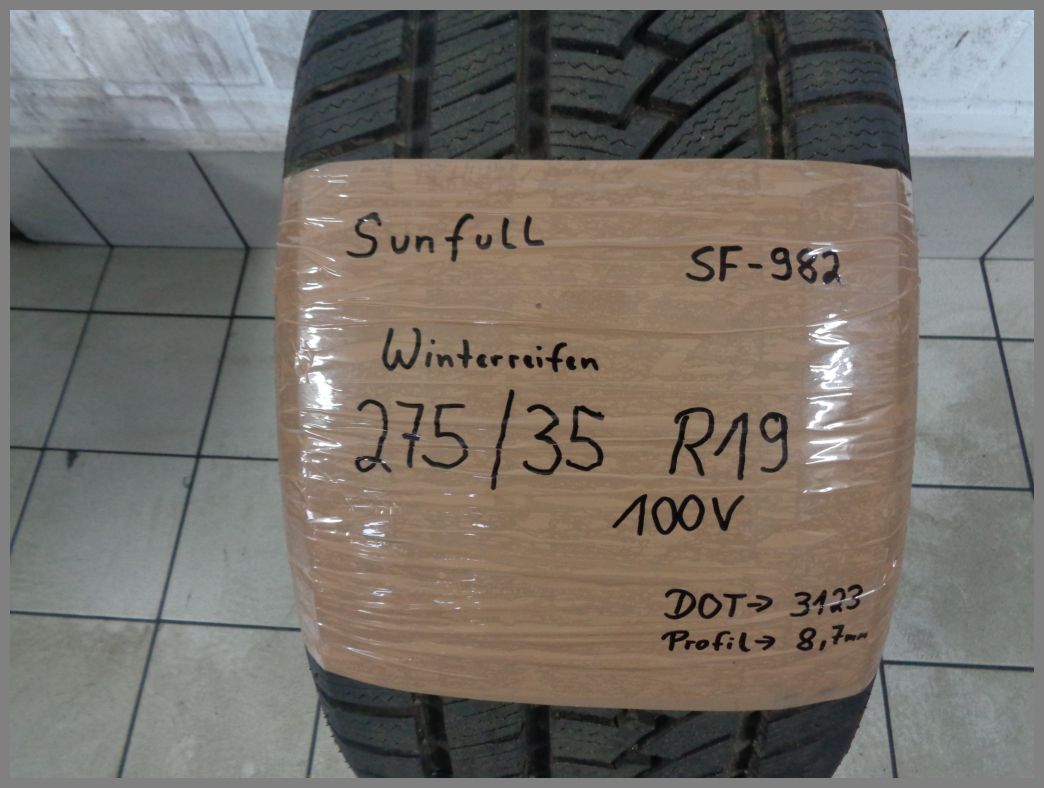 Sunfull
SF-982
Winterreifen
275/35 R19
100V
DOT→ 3123
Profil→ 8,7mm